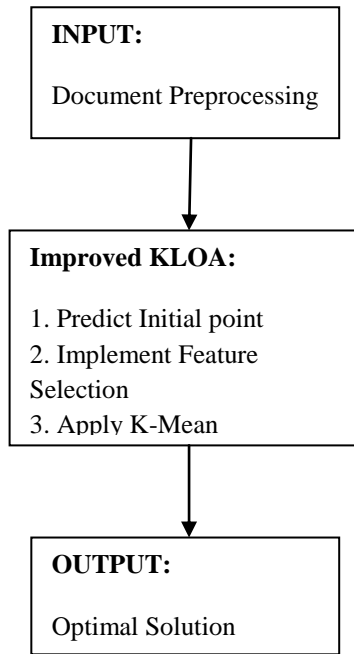 INPUT:
Document Preprocessing
Improved KLOA:
1. Predict Initial point
2. Implement Feature
Selection
3. Apply K-Mean
OUTPUT:
Optimal Solution